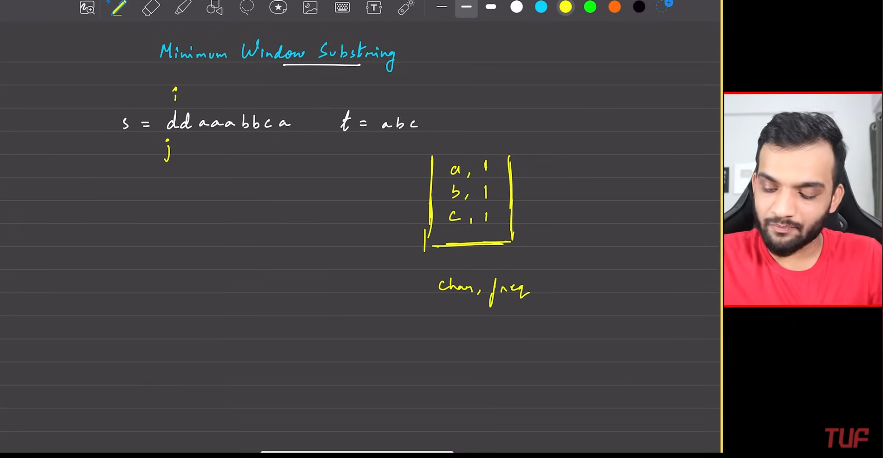 Minimum Window Substring
i
s = ddaaabbca t = abc
j
a, 1
b, 1
c, 1
char, freq
TUF